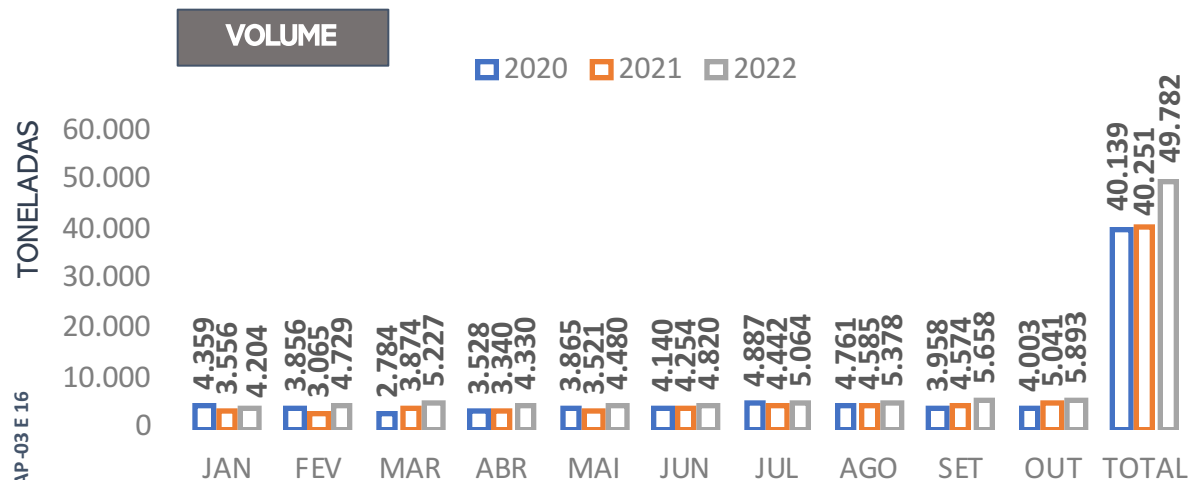 VOLUME
2020 2021 2022
TONELADAS
60.000
50.000
40.000
30.000
20.000
10.000
0
4.359 3.556 4.204
3.856 3.065 4.729
2.784 3.874 5.227
3.528 3.340 4.330
3.865 3.521 4.480
4.140 4.254 4.820
4.887 4.442 5.064
4.761 4.585 5.378
3.958 4.574 5.658
4.003 5.041 5.893
40.139 40.251 49.782
JAN FEV MAR ABR MAI JUN JUL AGO SET OUT TOTAL
AP-03 E 16